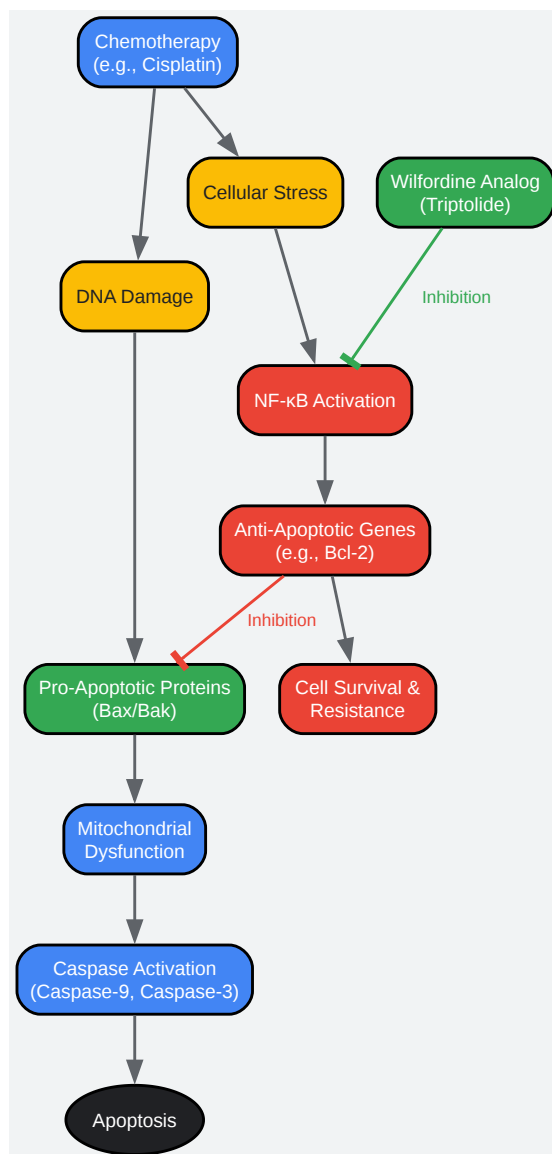 Chemotherapy
(e.g., Cisplatin)
Cellular Stress
Wilfordine Analog
(Triptolide)
DNA Damage
Inhibition
NF-κB Activation
Anti-Apoptotic Genes
(e.g., Bcl-2)
Inhibition
Pro-Apoptotic Proteins
(Bax/Bak)
Cell Survival &
Resistance
Mitochondrial
Dysfunction
Caspase Activation
(Caspase-9, Caspase-3)
Apoptosis